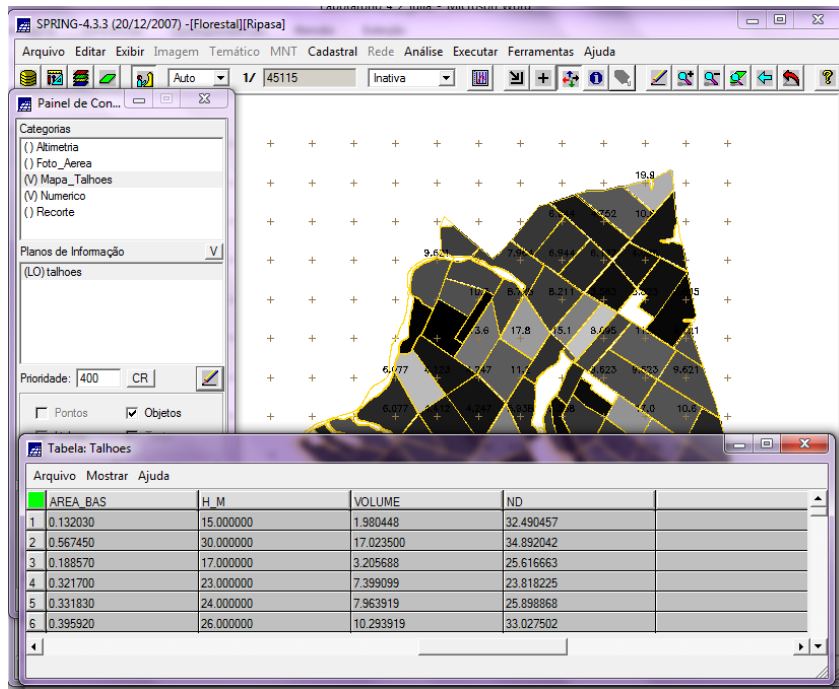 SPRING-4.3.3 (20/12/2007) -[Florestal][Ripasa]
Arquivo Editar Exibir Imagem Temático MNT Cadastral Rede Análise Executar Ferramentas Ajuda
Auto 1/ 45115 Inativa
Painel de Con...
Categorias
( ) Altimetria
( ) Foto_Aerea
(V) Mapa_Talhoes
(V) Numerico
( ) Recorte
Planos de Informação V
(LO) talhoes
Prioridade: 400 CR
Pontos Objetos
9.621
8.211
17.8 15.1 8.695
6.077
9.621
6.077 10.6
Tabela: Talhoes
Arquivo Mostrar Ajuda
AREA_BAS H_M VOLUME ND
1 0.132030 15.000000 1.980448 32.490457
2 0.567450 30.000000 17.023500 34.892042
3 0.188570 17.000000 3.205688 25.616663
4 0.321700 23.000000 7.399099 23.818225
5 0.331830 24.000000 7.963919 25.898868
6 0.395920 26.000000 10.293919 33.027502